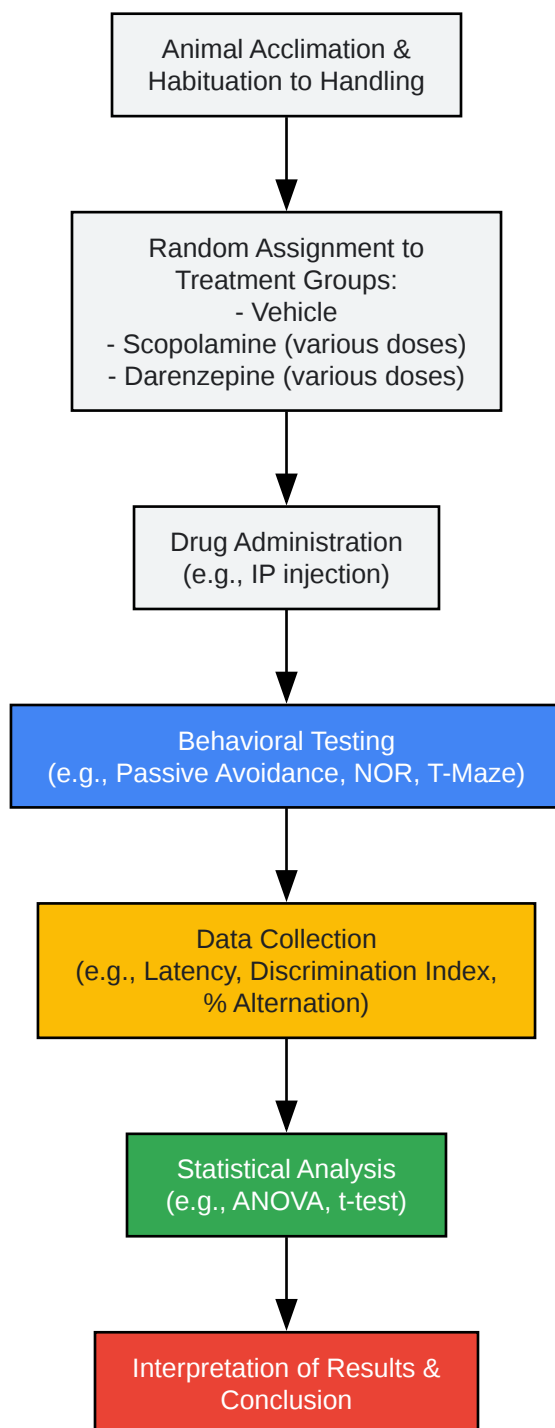 Animal Acclimation &
Habituation to Handling
Random Assignment to
Treatment Groups:
- Vehicle
- Scopolamine (various doses)
- Darenzepine (various doses)
Drug Administration
(e.g., IP injection)
Behavioral Testing
(e.g., Passive Avoidance, NOR, T-Maze)
Data Collection
(e.g., Latency, Discrimination Index,
% Alternation)
Statistical Analysis
(e.g., ANOVA, t-test)
Interpretation of Results &
Conclusion